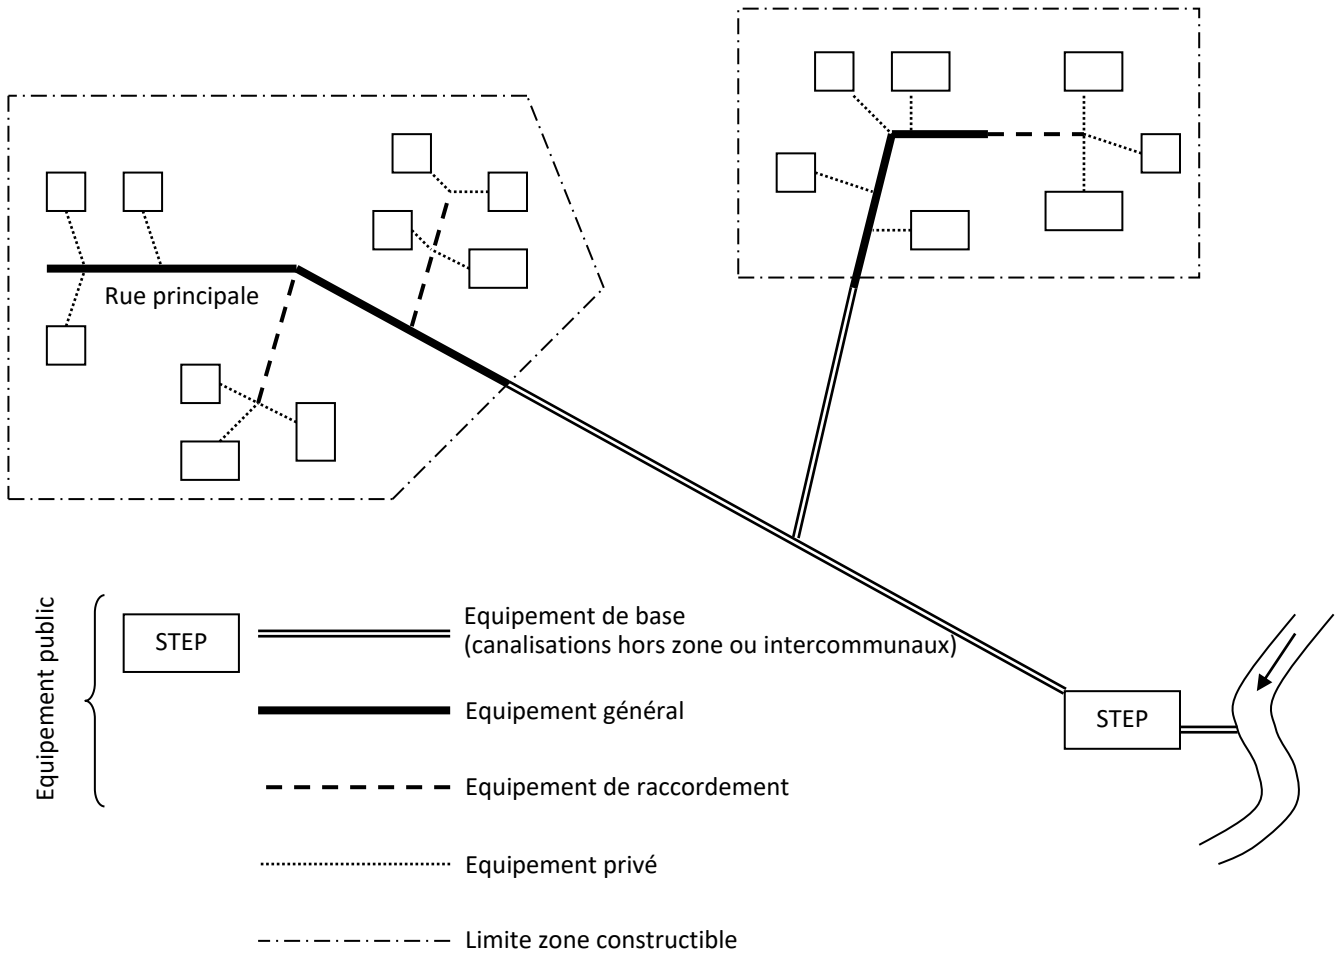 Rue principale
Equipement public
STEP
Equipement de base
(canalisations hors zone ou intercommunaux)
STEP
Equipement général
Equipement de raccordement
Equipement privé
Limite zone constructible